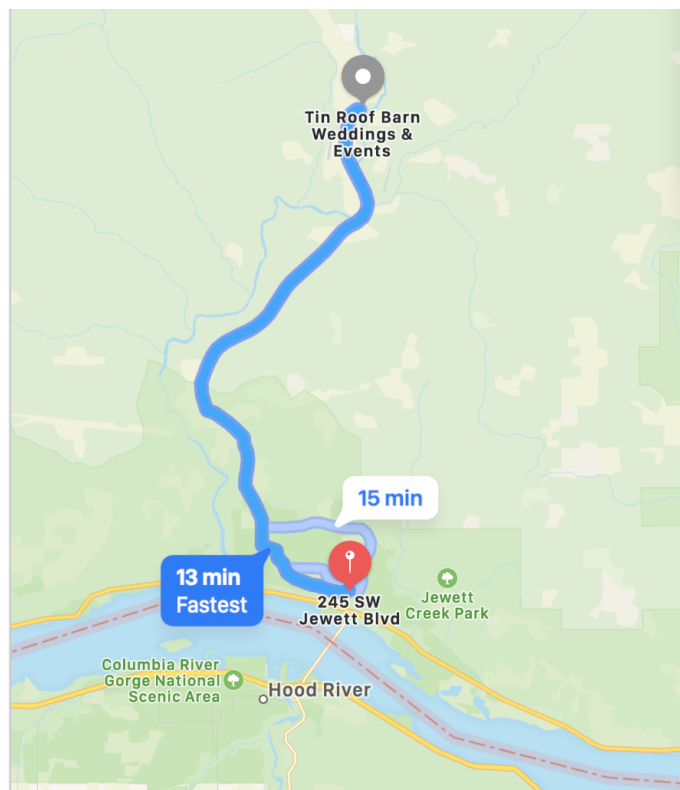 Tin Roof Barn
Weddings &
Events
15 min
13 min
Fastest
245 SW
Jewett Blvd
Jewett
Creek Park
Columbia River
Gorge National
Scenic Area
Hood River